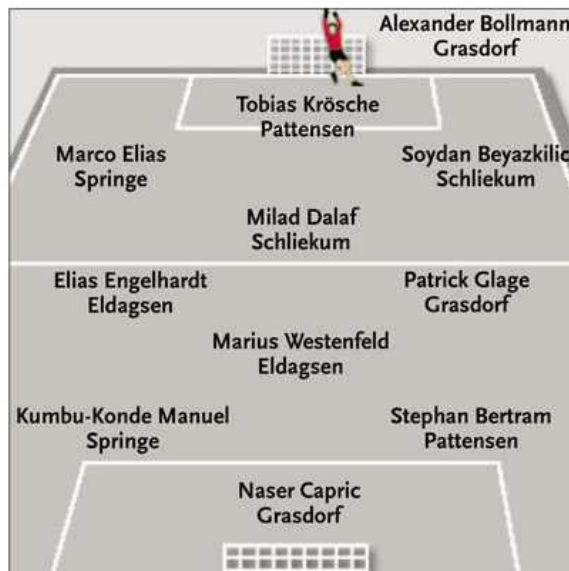 Alexander Bollmann
Grasdorf
Tobias Krösche
Pattensen
Marco Elias
Springe
Soydan Beyazkilic
Schliekum
Milad Dalaf
Schliekum
Elias Engelhardt
Eldagsen
Patrick Glage
Grasdorf
Marius Westenfeld
Eldagsen
Kumbu-Konde Manuel
Springe
Stephan Bertram
Pattensen
Naser Capric
Grasdorf